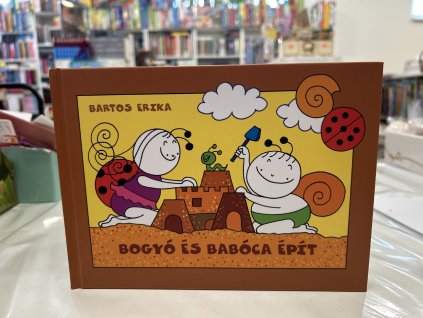 BARTOS ERIKA
BOGYÓ ÉS BABÓCA ÉPÍT